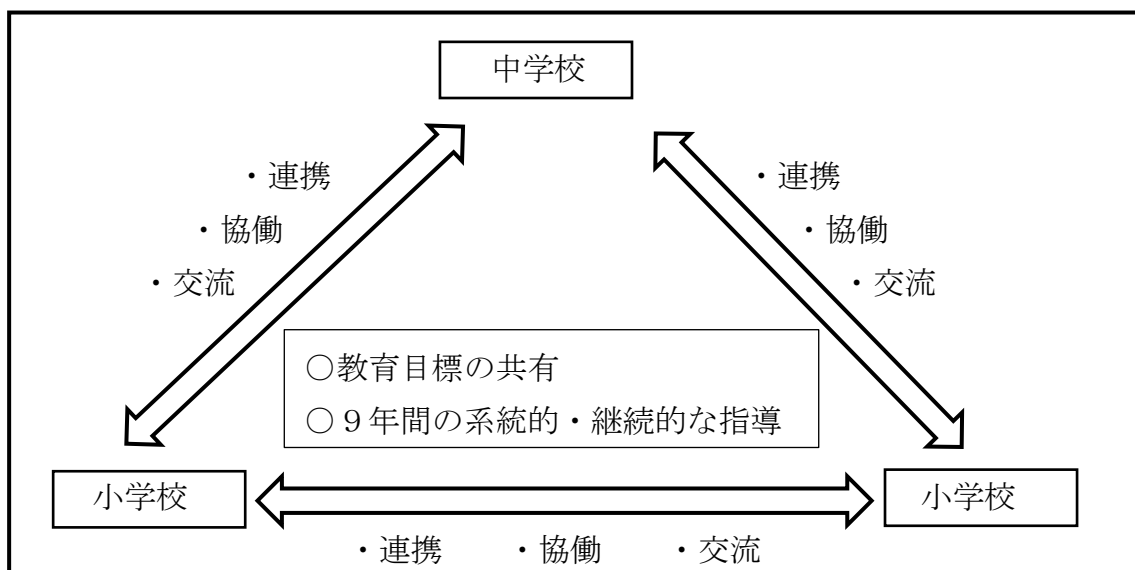 中学校
・連携
・協働
・交流
・連携
・協働
・交流
○教育目標の共有
○９年間の系統的・継続的な指導
小学校
小学校
・連携　・協働　・交流